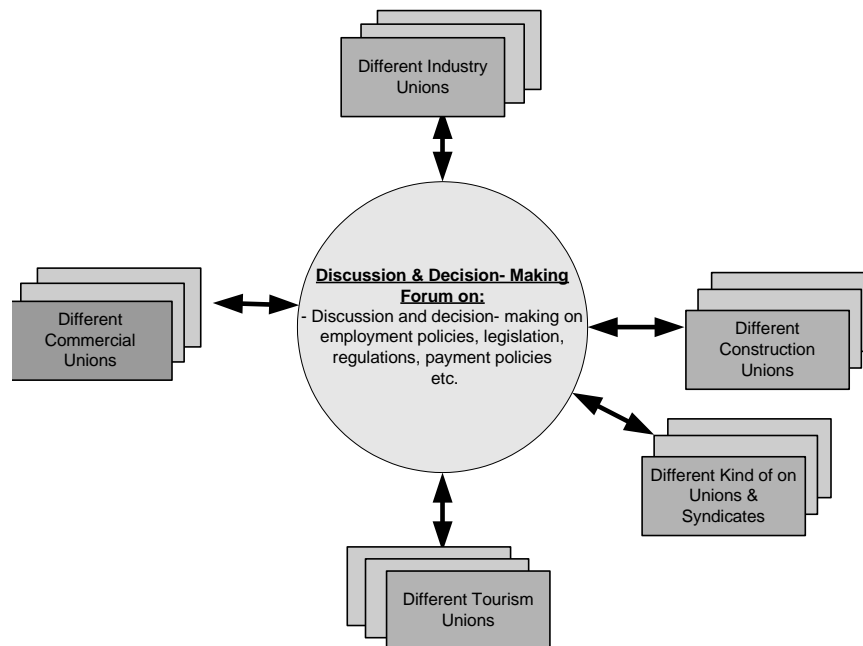 Different Industry
Unions
Discussion & Decision- Making
Forum on:
- Discussion and decision- making on
employment policies, legislation,
regulations, payment policies
etc.
Different
Commercial
Unions
Different
Construction
Unions
Different Kind of on
Unions &
Syndicates
Different Tourism
Unions